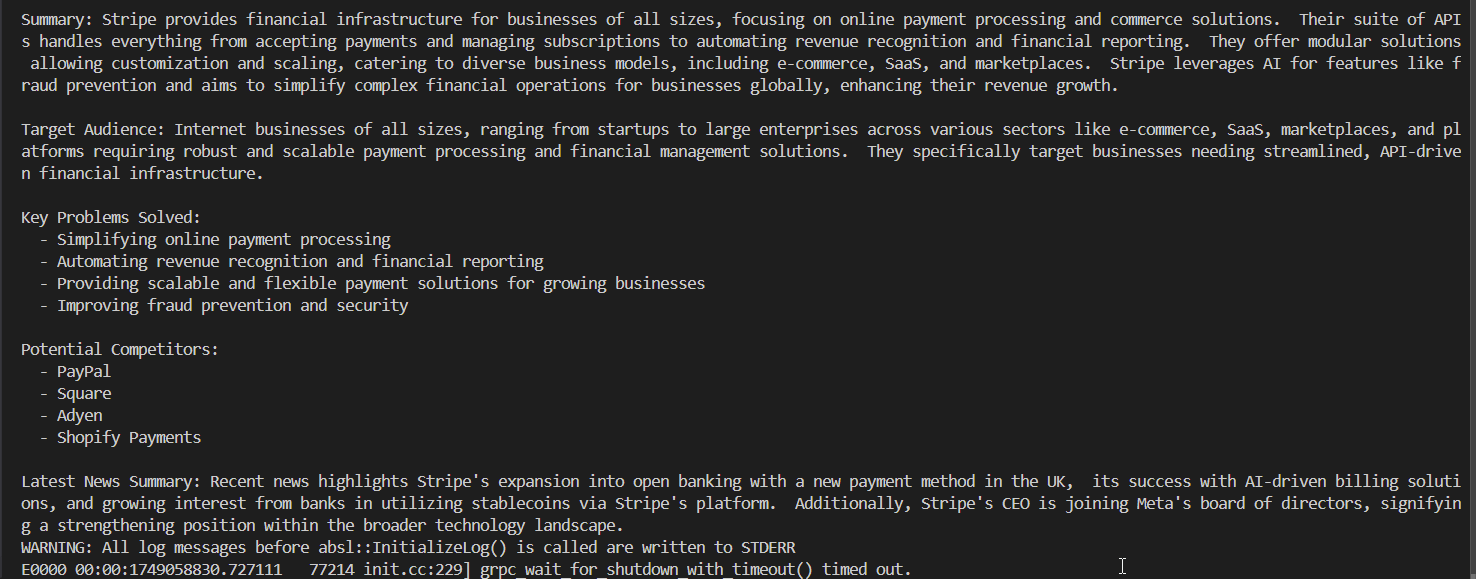 Summary: Stripe provides financial infrastructure for businesses of all sizes, focusing on online payment processing and commerce solutions.  Their suite of API
s handles everything from accepting payments and managing subscriptions to automating revenue recognition and financial reporting.  They offer modular solutions
 allowing customization and scaling, catering to diverse business models, including e-commerce, SaaS, and marketplaces.  Stripe leverages AI for features like f
raud prevention and aims to simplify complex financial operations for businesses globally, enhancing their revenue growth.

Target Audience: Internet businesses of all sizes, ranging from startups to large enterprises across various sectors like e-commerce, SaaS, marketplaces, and pl
atforms requiring robust and scalable payment processing and financial management solutions.  They specifically target businesses needing streamlined, API-drive
n financial infrastructure.

Key Problems Solved:
  - Simplifying online payment processing
  - Automating revenue recognition and financial reporting
  - Providing scalable and flexible payment solutions for growing businesses
  - Improving fraud prevention and security

Potential Competitors:
  - PayPal
  - Square
  - Adyen
  - Shopify Payments

Latest News Summary: Recent news highlights Stripe's expansion into open banking with a new payment method in the UK,  its success with AI-driven billing soluti
ons, and growing interest from banks in utilizing stablecoins via Stripe's platform.  Additionally, Stripe's CEO is joining Meta's board of directors, signifyin
g a strengthening position within the broader technology landscape.
WARNING: All log messages before absl::InitializeLog() is called are written to STDERR
E0000 00:00:1749058830.727111   77214 init.cc:229] grpc_wait_for_shutdown_with_timeout() timed out.